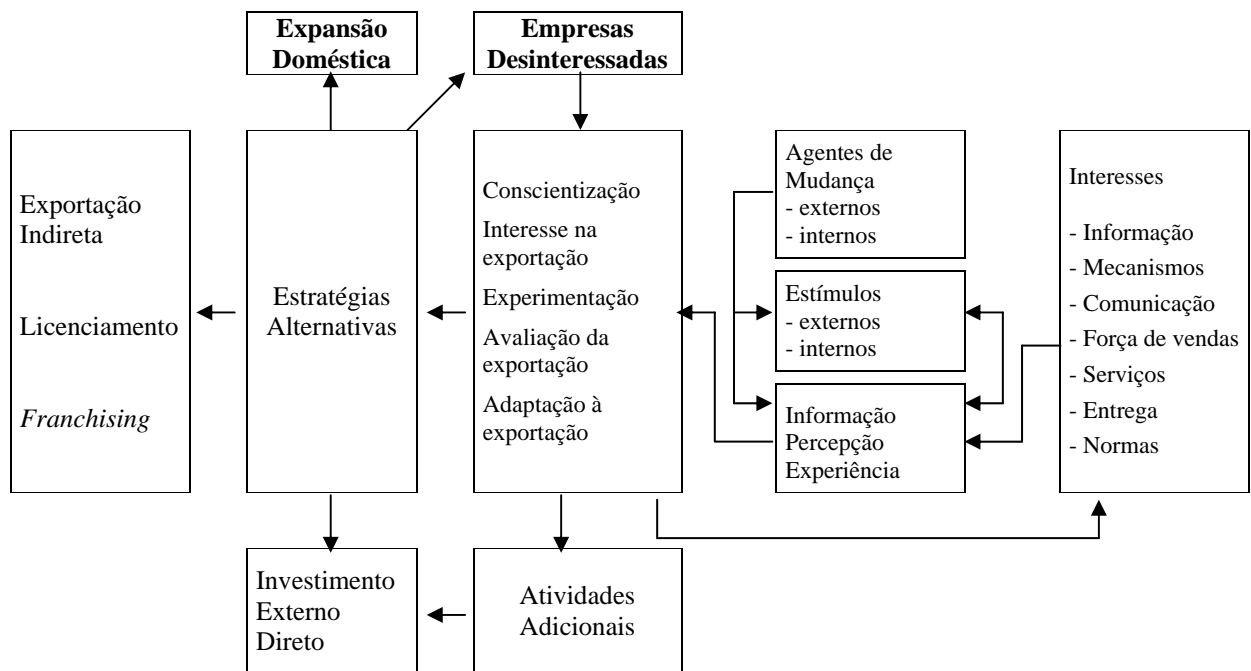 Expansão
Doméstica
Empresas
Desinteressadas
Exportação
Indireta
Licenciamento
Franchising
Estratégias
Alternativas
Conscientização
Interesse na
exportação
Experimentação
Avaliação da
exportação
Adaptação à
exportação
Agentes de
Mudança
- externos
- internos
Estímulos
- externos
- internos
Informação
Percepção
Experiência
Interesses
- Informação
- Mecanismos
- Comunicação
- Força de vendas
- Serviços
- Entrega
- Normas
Investimento
Externo
Direto
Atividades
Adicionais